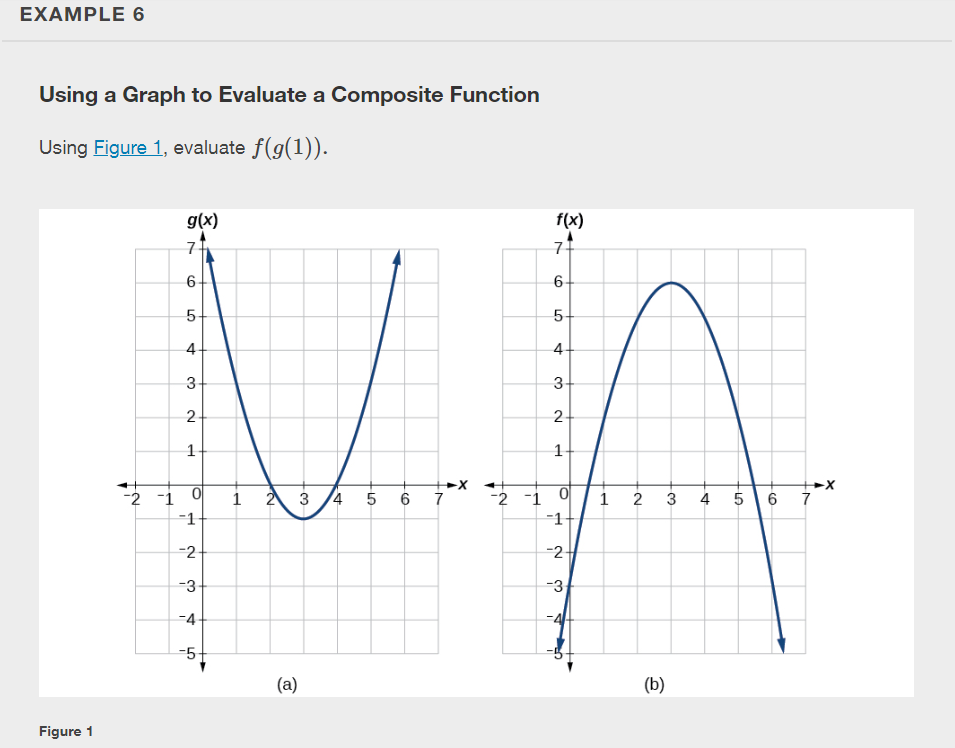 EXAMPLE 6
Using a Graph to Evaluate a Composite Function
Using Figure 1, evaluate f(g(1)).
g(x)
7
6
5
4
3
2
1
-2 -1 0 1 2 3 4 5 6 7 x
-1
-2
-3
-4
-5
(a)
f(x)
7
6
5
4
3
2
1
-2 -1 0 1 2 3 4 5 6 7 x
-1
-2
-3
-4
-5
(b)
Figure 1